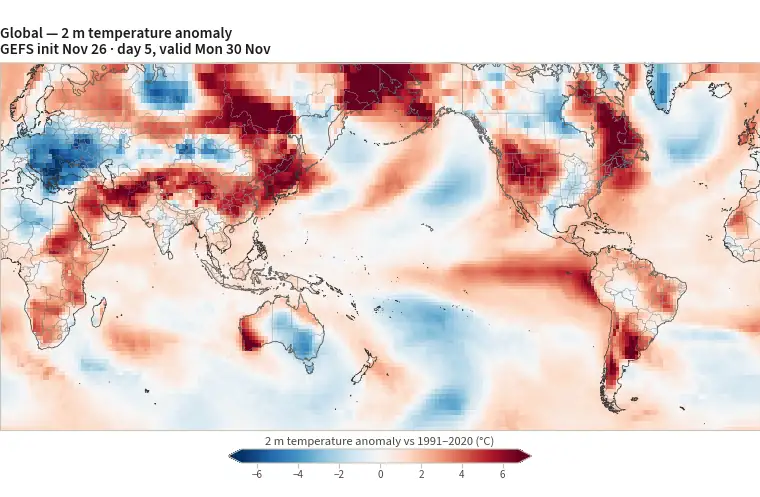 Global — 2 m temperature anomaly
GEFS init Nov 26 · day 5, valid Mon 30 Nov
2 m temperature anomaly vs 1991–2020 (°C)
−6 −4 −2 0 2 4 6